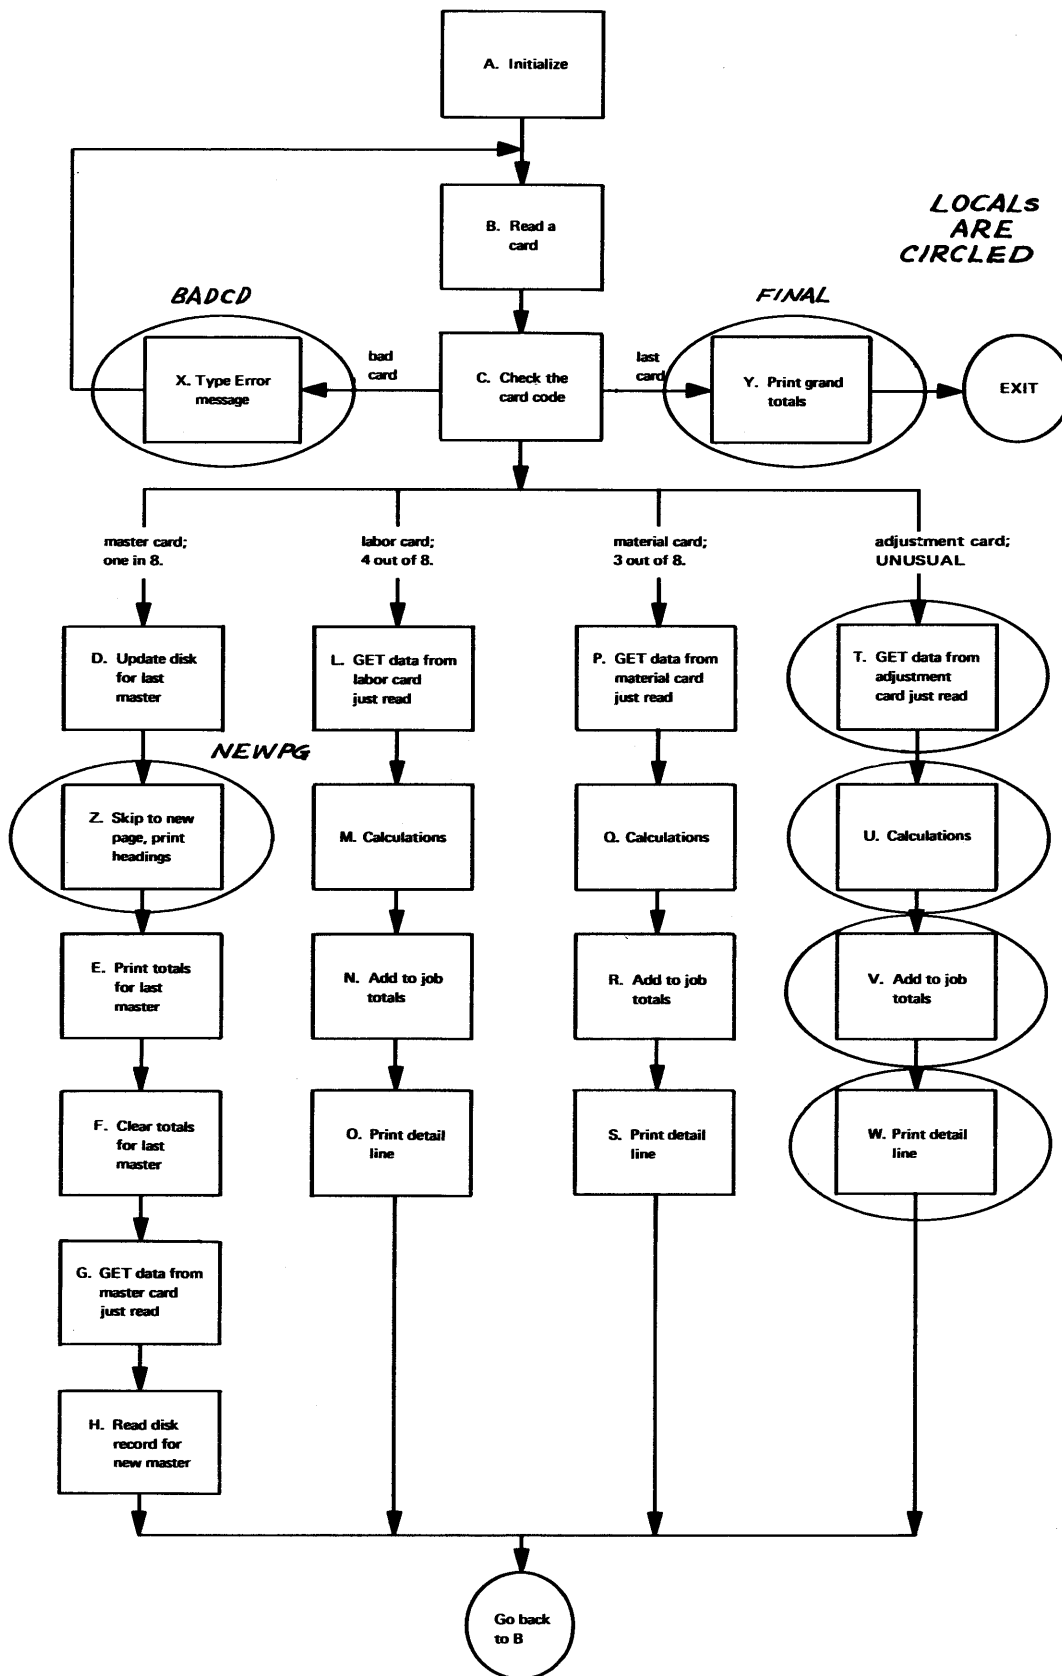 A. Initialize
B. Read a
card
LOCALS
ARE
CIRCLED
BADCD
FINAL
bad
card
last
card
X. Type Error
message
C. Check the
card code
Y. Print grand
totals
EXIT
master card;
one in 8.
labor card;
4 out of 8.
material card;
3 out of 8.
adjustment card;
UNUSUAL
D. Update disk
for last
master
L. GET data from
labor card
just read
P. GET data from
material card
just read
T. GET data from
adjustment
card just read
NEWPG
Z. Skip to new
page, print
headings
M. Calculations
Q. Calculations
U. Calculations
E. Print totals
for last
master
N. Add to job
totals
R. Add to job
totals
V. Add to job
totals
F. Clear totals
for last
master
O. Print detail
line
S. Print detail
line
W. Print detail
line
G. GET data from
master card
just read
H. Read disk
record for
new master
Go back
to B